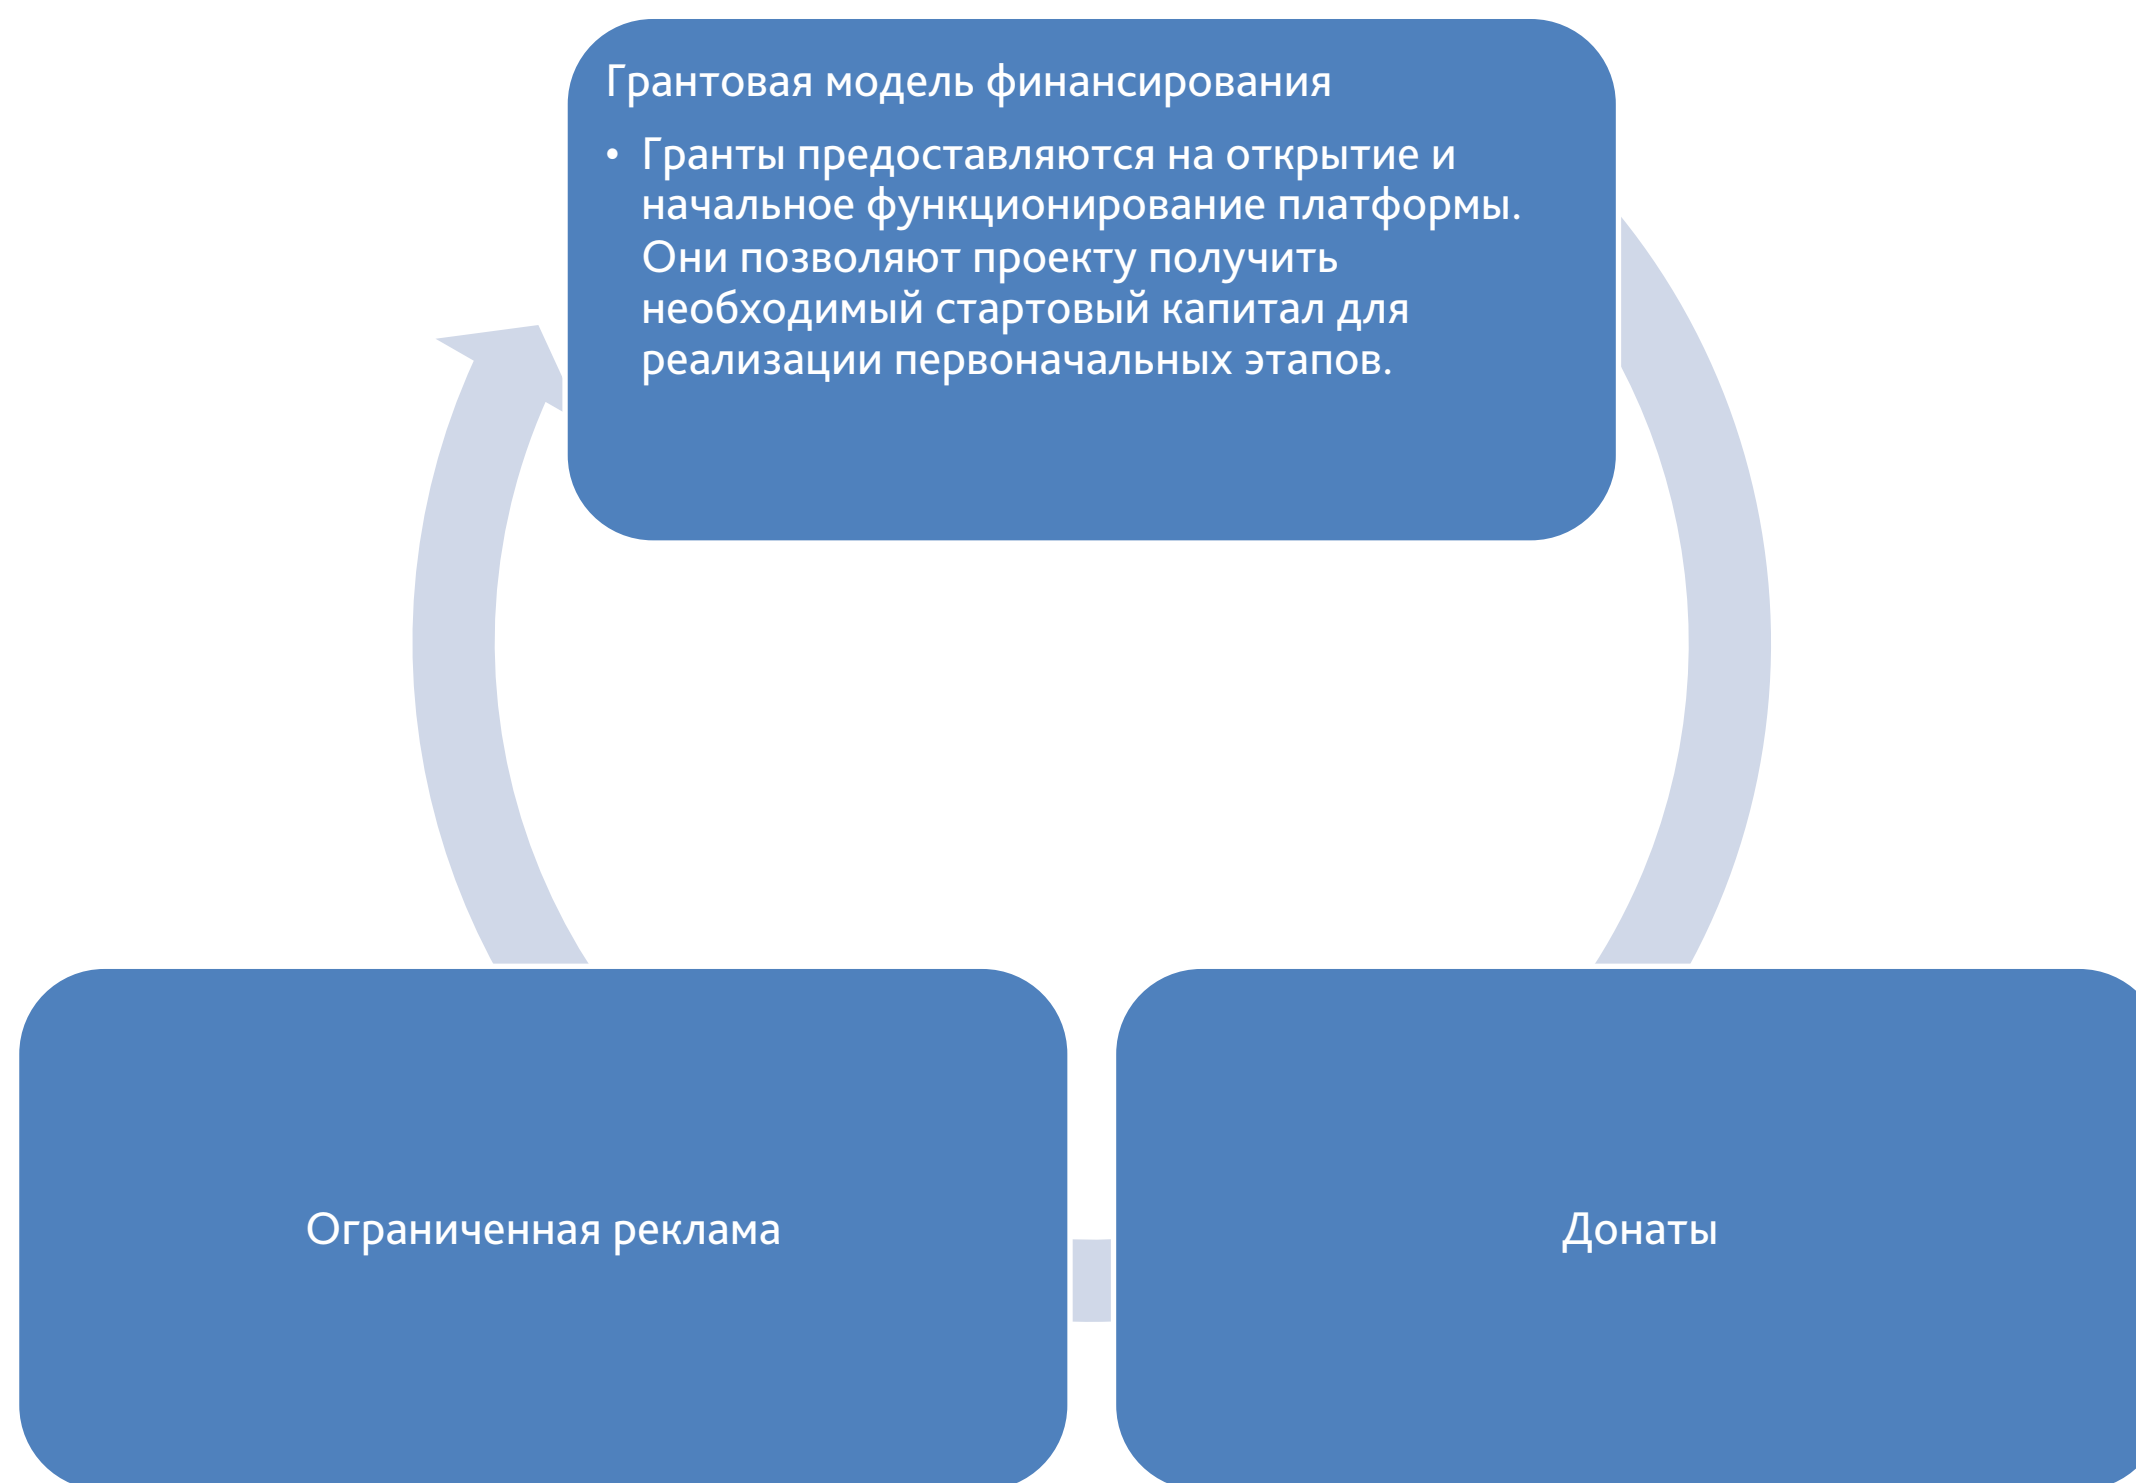 Грантовая модель финансирования
• Гранты предоставляются на открытие и
начальное функционирование платформы.
Они позволяют проекту получить
необходимый стартовый капитал для
реализации первоначальных этапов.
Ограниченная реклама
Донаты